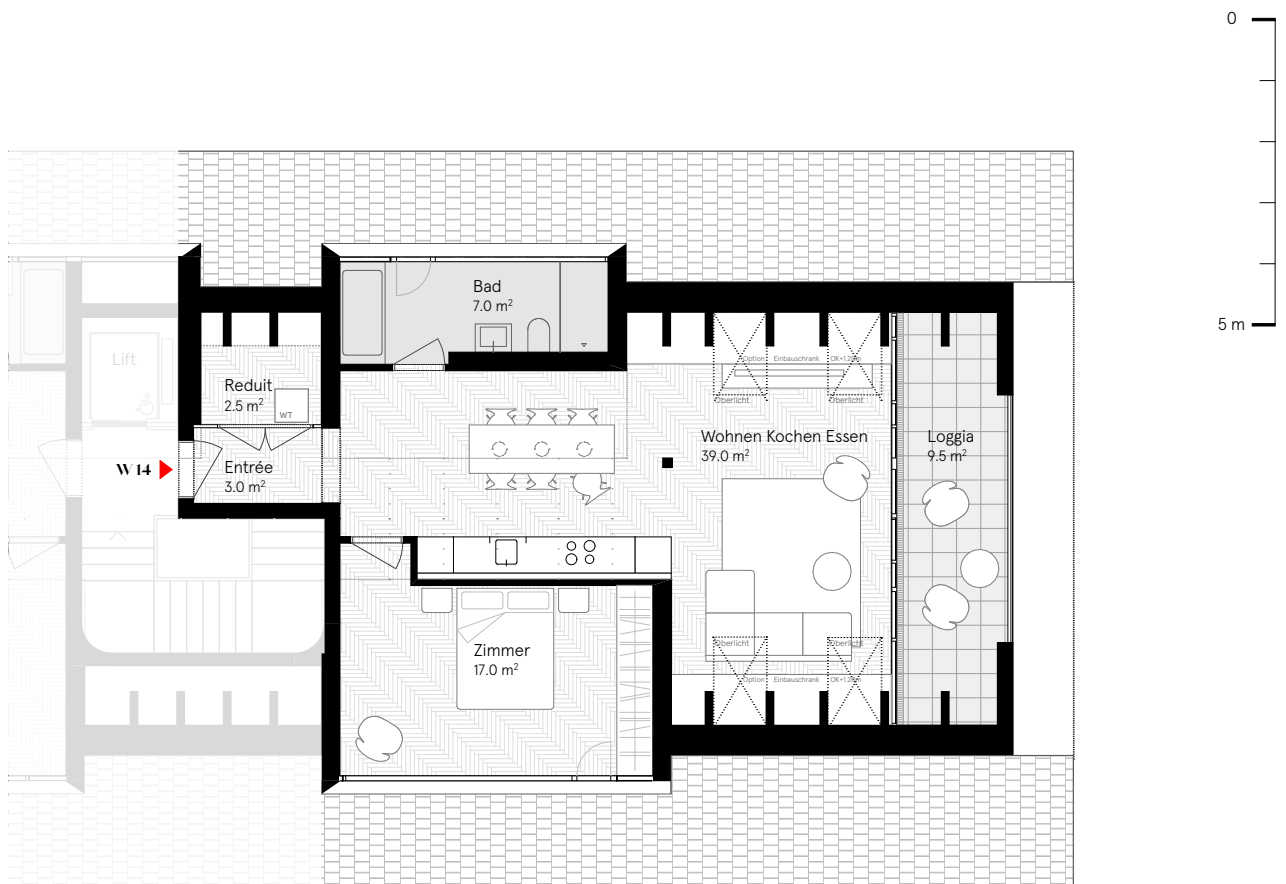 0
5 m
Lift
Bad
7.0 m²
Reduit
2.5 m²
WT
W14
Entrée
3.0 m²
Option Einbauschrank OK+1.20m
Oberlicht Oberlicht
Wohnen Kochen Essen
39.0 m²
Loggia
9.5 m²
Zimmer
17.0 m²
Oberlicht Oberlicht
Option Einbauschrank OK+1.20m